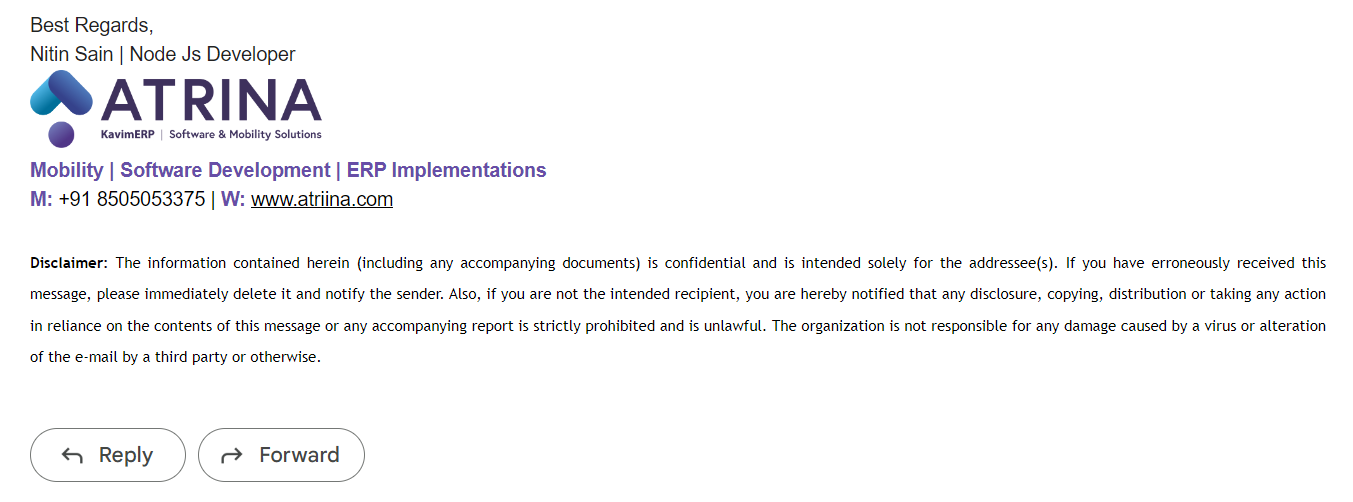 Best Regards,
Nitin Sain | Node Js Developer
ATRINA
KavimERP | Software & Mobility Solutions
Mobility | Software Development | ERP Implementations
M: +91 8505053375 | W: www.atriina.com
Disclaimer: The information contained herein (including any accompanying documents) is confidential and is intended solely for the addressee(s). If you have erroneously received this
message, please immediately delete it and notify the sender. Also, if you are not the intended recipient, you are hereby notified that any disclosure, copying, distribution or taking any action
in reliance on the contents of this message or any accompanying report is strictly prohibited and is unlawful. The organization is not responsible for any damage caused by a virus or alteration
of the e-mail by a third party or otherwise.
Reply Forward